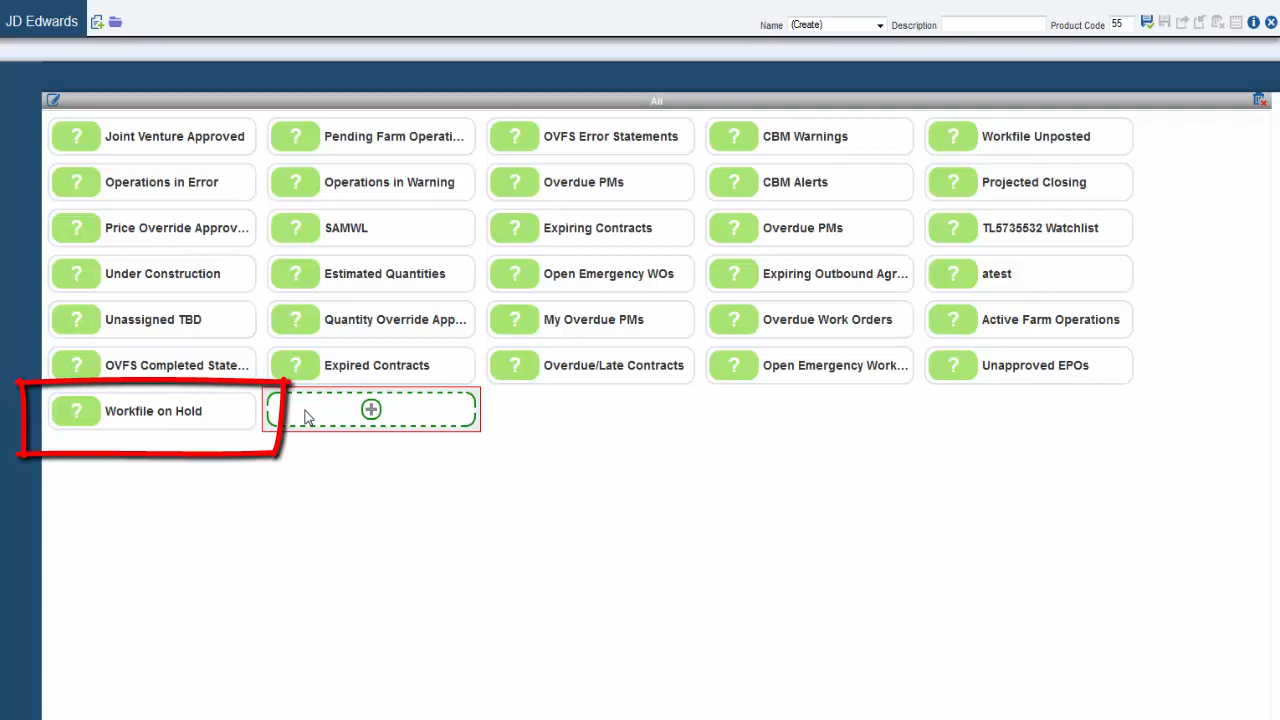 JD Edwards
Name (Create) Description Product Code 55
All
? Joint Venture Approved ? Pending Farm Operati... ? OVFS Error Statements ? CBM Warnings ? Workfile Unposted
? Operations in Error ? Operations in Warning ? Overdue PMs ? CBM Alerts ? Projected Closing
? Price Override Approv... ? SAMWL ? Expiring Contracts ? Overdue PMs ? TL5735532 Watchlist
? Under Construction ? Estimated Quantities ? Open Emergency WOs ? Expiring Outbound Agr... ? atest
? Unassigned TBD ? Quantity Override App... ? My Overdue PMs ? Overdue Work Orders ? Active Farm Operations
? OVFS Completed State... ? Expired Contracts ? Overdue/Late Contracts ? Open Emergency Work... ? Unapproved EPOs
? Workfile on Hold